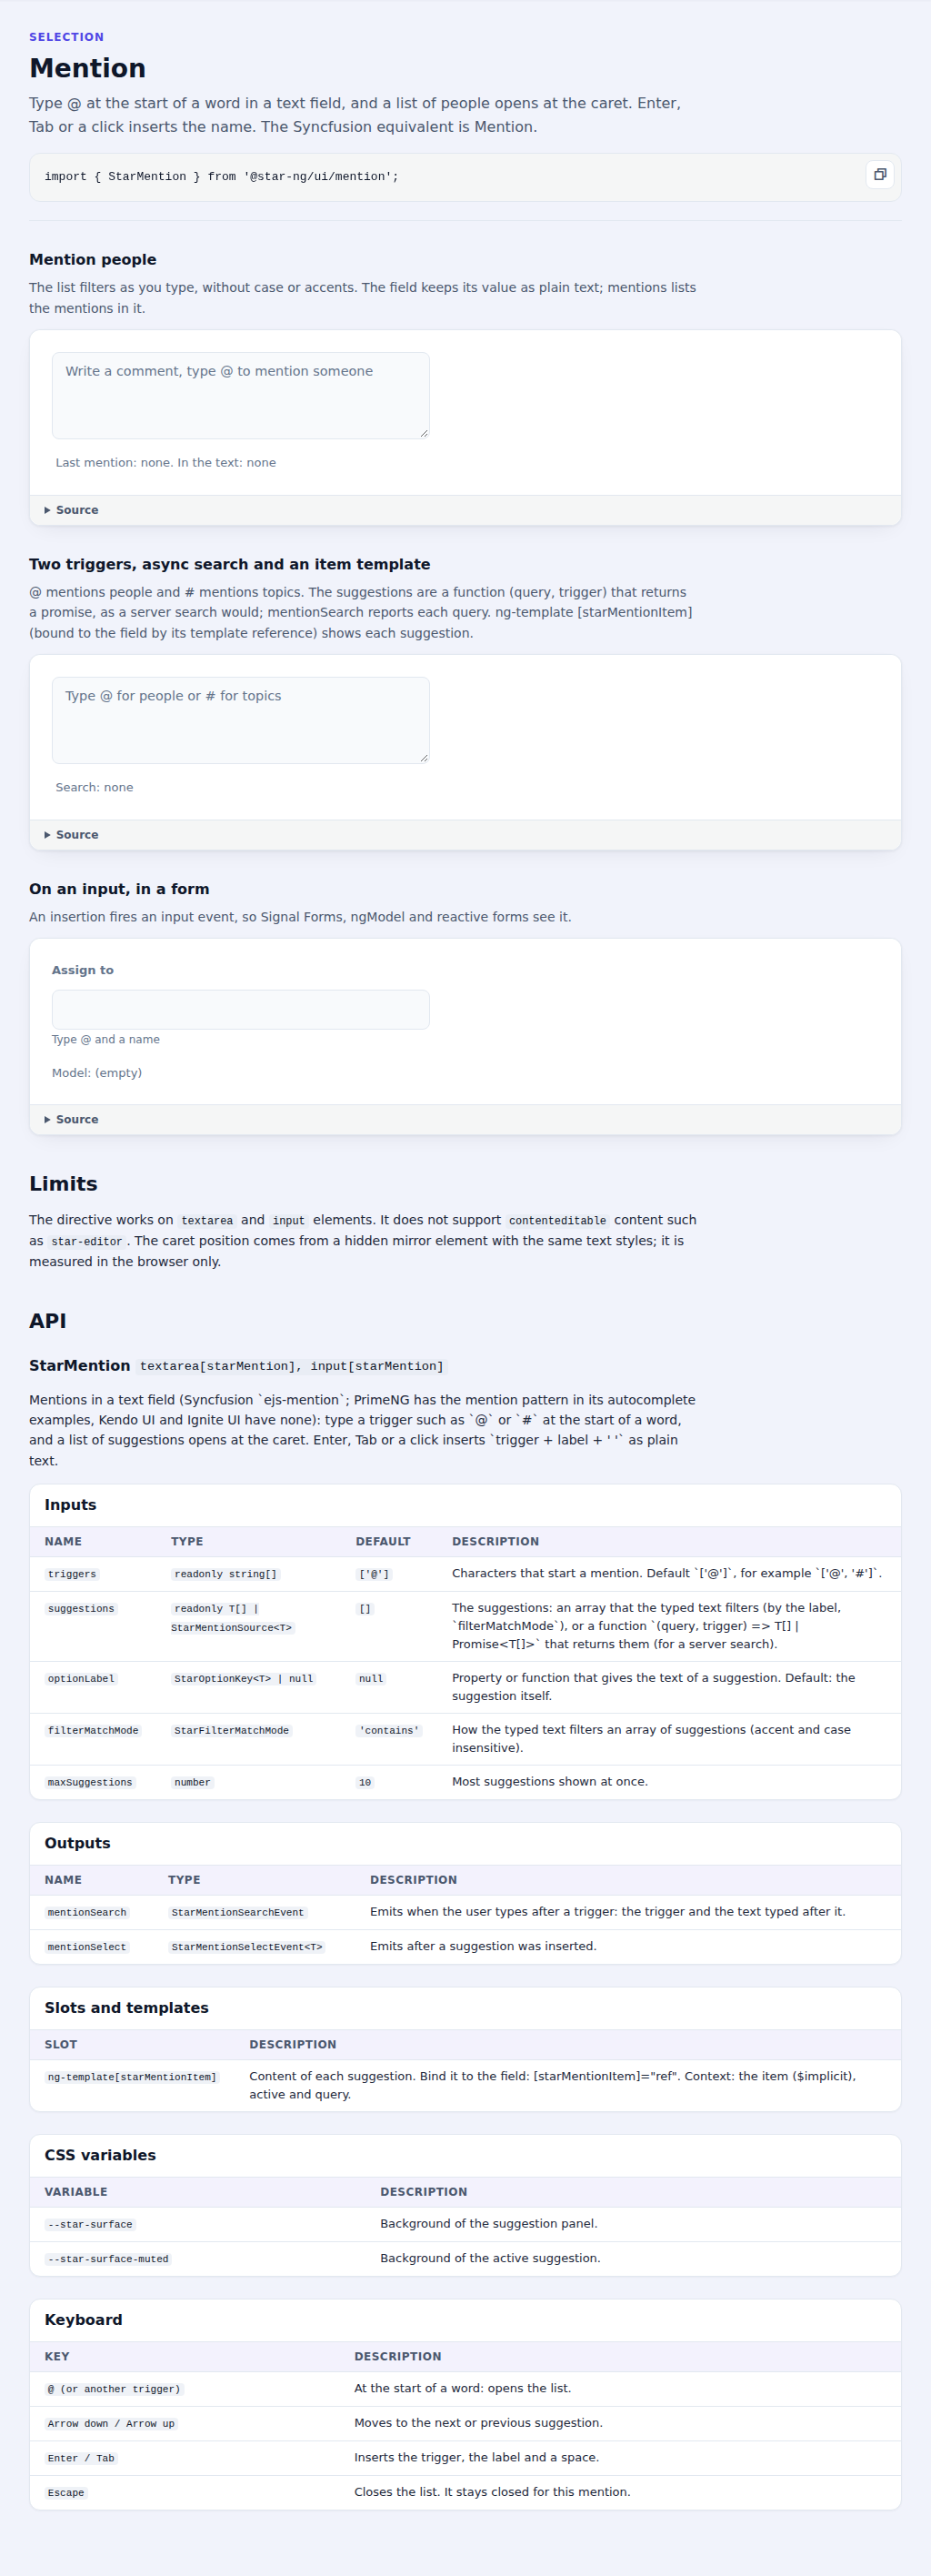 SELECTION
Mention
Type @ at the start of a word in a text field, and a list of people opens at the caret. Enter,
Tab or a click inserts the name. The Syncfusion equivalent is Mention.
import { StarMention } from '@star-ng/ui/mention';
Mention people
The list filters as you type, without case or accents. The field keeps its value as plain text; mentions lists
the mentions in it.
Write a comment, type @ to mention someone
Last mention: none. In the text: none
Source
Two triggers, async search and an item template
@ mentions people and # mentions topics. The suggestions are a function (query, trigger) that returns
a promise, as a server search would; mentionSearch reports each query. ng-template [starMentionItem]
(bound to the field by its template reference) shows each suggestion.
Type @ for people or # for topics
Search: none
Source
On an input, in a form
An insertion fires an input event, so Signal Forms, ngModel and reactive forms see it.
Assign to
Type @ and a name
Model: (empty)
Source
Limits
The directive works on textarea and input elements. It does not support contenteditable content such
as star-editor. The caret position comes from a hidden mirror element with the same text styles; it is
measured in the browser only.
API
StarMention textarea[starMention], input[starMention]
Mentions in a text field (Syncfusion `ejs-mention`; PrimeNG has the mention pattern in its autocomplete
examples, Kendo UI and Ignite UI have none): type a trigger such as `@` or `#` at the start of a word,
and a list of suggestions opens at the caret. Enter, Tab or a click inserts `trigger + label + ' '` as plain
text.
Inputs
NAME TYPE DEFAULT DESCRIPTION
triggers readonly string[] ['@'] Characters that start a mention. Default `['@']`, for example `['@', '#']`.
suggestions readonly T[] | [] The suggestions: an array that the typed text filters (by the label,
StarMentionSource<T> `filterMatchMode`), or a function `(query, trigger) => T[] |
Promise<T[]>` that returns them (for a server search).
optionLabel StarOptionKey<T> | null null Property or function that gives the text of a suggestion. Default: the
suggestion itself.
filterMatchMode StarFilterMatchMode 'contains' How the typed text filters an array of suggestions (accent and case
insensitive).
maxSuggestions number 10 Most suggestions shown at once.
Outputs
NAME TYPE DESCRIPTION
mentionSearch StarMentionSearchEvent Emits when the user types after a trigger: the trigger and the text typed after it.
mentionSelect StarMentionSelectEvent<T> Emits after a suggestion was inserted.
Slots and templates
SLOT DESCRIPTION
ng-template[starMentionItem] Content of each suggestion. Bind it to the field: [starMentionItem]="ref". Context: the item ($implicit),
active and query.
CSS variables
VARIABLE DESCRIPTION
--star-surface Background of the suggestion panel.
--star-surface-muted Background of the active suggestion.
Keyboard
KEY DESCRIPTION
@ (or another trigger) At the start of a word: opens the list.
Arrow down / Arrow up Moves to the next or previous suggestion.
Enter / Tab Inserts the trigger, the label and a space.
Escape Closes the list. It stays closed for this mention.